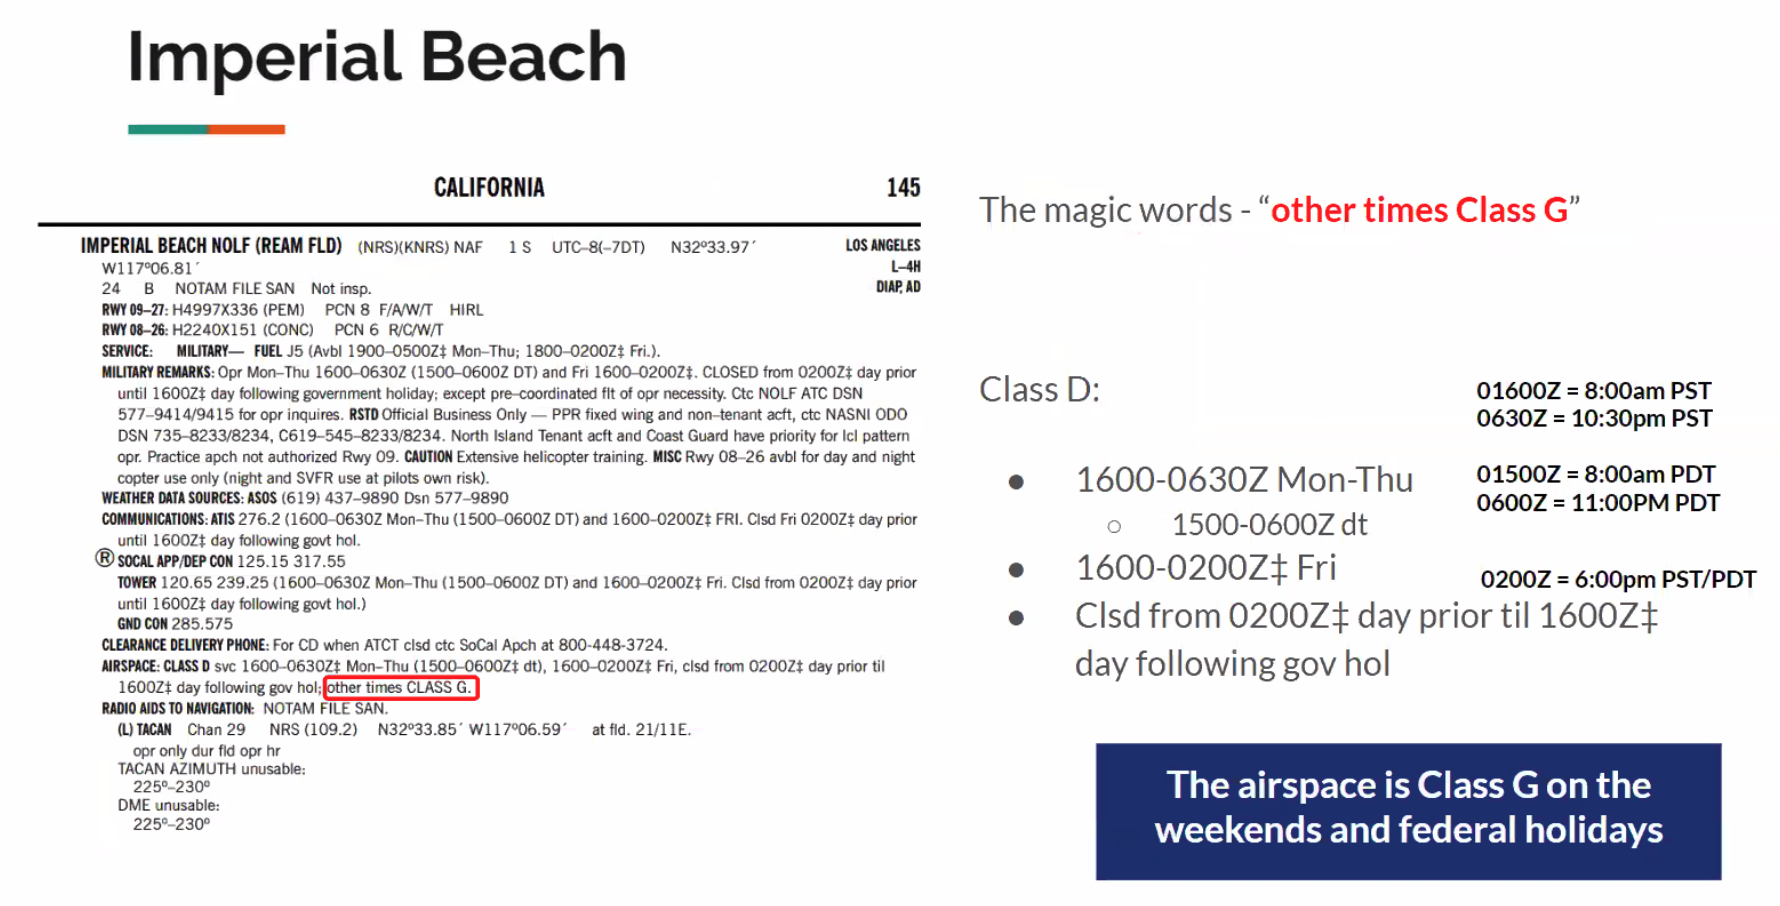 Imperial Beach
CALIFORNIA 145
IMPERIAL BEACH NOLF (REAM FLD) (NRS)(KNRS) NAF 1 S UTC–8(–7DT) N32º33.97´ LOS ANGELES
W117º06.81´ L–4H
24 B NOTAM FILE SAN Not insp. DIAP, AD
RWY 09–27: H4997X336 (PEM) PCN 8 F/A/W/T HIRL
RWY 08–26: H2240X151 (CONC) PCN 6 R/C/W/T
SERVICE: MILITARY— FUEL J5 (Avbl 1900–0500Z‡ Mon–Thu; 1800–0200Z‡ Fri.).
MILITARY REMARKS: Opr Mon–Thu 1600–0630Z (1500–0600Z DT) and Fri 1600–0200Z‡. CLOSED from 0200Z‡ day prior
until 1600Z‡ day following government holiday; except pre–coordinated flt of opr necessity. Ctc NOLF ATC DSN
577–9414/9415 for opr inquires. RSTD Official Business Only — PPR fixed wing and non–tenant acft, ctc NASNI ODO
DSN 735–8233/8234, C619–545–8233/8234. North Island Tenant acft and Coast Guard have priority for lcl pattern
opr. Practice apch not authorized Rwy 09. CAUTION Extensive helicopter training. MISC Rwy 08–26 avbl for day and night
copter use only (night and SVFR use at pilots own risk).
WEATHER DATA SOURCES: ASOS (619) 437–9890 Dsn 577–9890
COMMUNICATIONS: ATIS 276.2 (1600–0630Z Mon–Thu (1500–0600Z DT) and 1600–0200Z‡ FRI. Clsd Fri 0200Z‡ day prior
until 1600Z‡ day following govt hol.
Ⓡ SOCAL APP/DEP CON 125.15 317.55
TOWER 120.65 239.25 (1600–0630Z Mon–Thu (1500–0600Z DT) and 1600–0200Z‡ Fri. Clsd from 0200Z‡ day prior
until 1600Z‡ day following govt hol.)
GND CON 285.575
CLEARANCE DELIVERY PHONE: For CD when ATCT clsd ctc SoCal Apch at 800-448-3724.
AIRSPACE: CLASS D svc 1600–0630Z‡ Mon–Thu (1500–0600Z‡ dt), 1600–0200Z‡ Fri, clsd from 0200Z‡ day prior til
1600Z‡ day following gov hol; other times CLASS G.
RADIO AIDS TO NAVIGATION: NOTAM FILE SAN.
(L) TACAN Chan 29 NRS (109.2) N32º33.85´ W117º06.59´ at fld. 21/11E.
opr only dur fld opr hr
TACAN AZIMUTH unusable:
225º–230º
DME unusable:
225º–230º
The magic words - “other times Class G”
Class D:
01600Z = 8:00am PST
0630Z = 10:30pm PST
● 1600-0630Z Mon-Thu
○ 1500-0600Z dt
01500Z = 8:00am PDT
0600Z = 11:00PM PDT
● 1600-0200Z‡ Fri
0200Z = 6:00pm PST/PDT
● Clsd from 0200Z‡ day prior til 1600Z‡
day following gov hol
The airspace is Class G on the
weekends and federal holidays